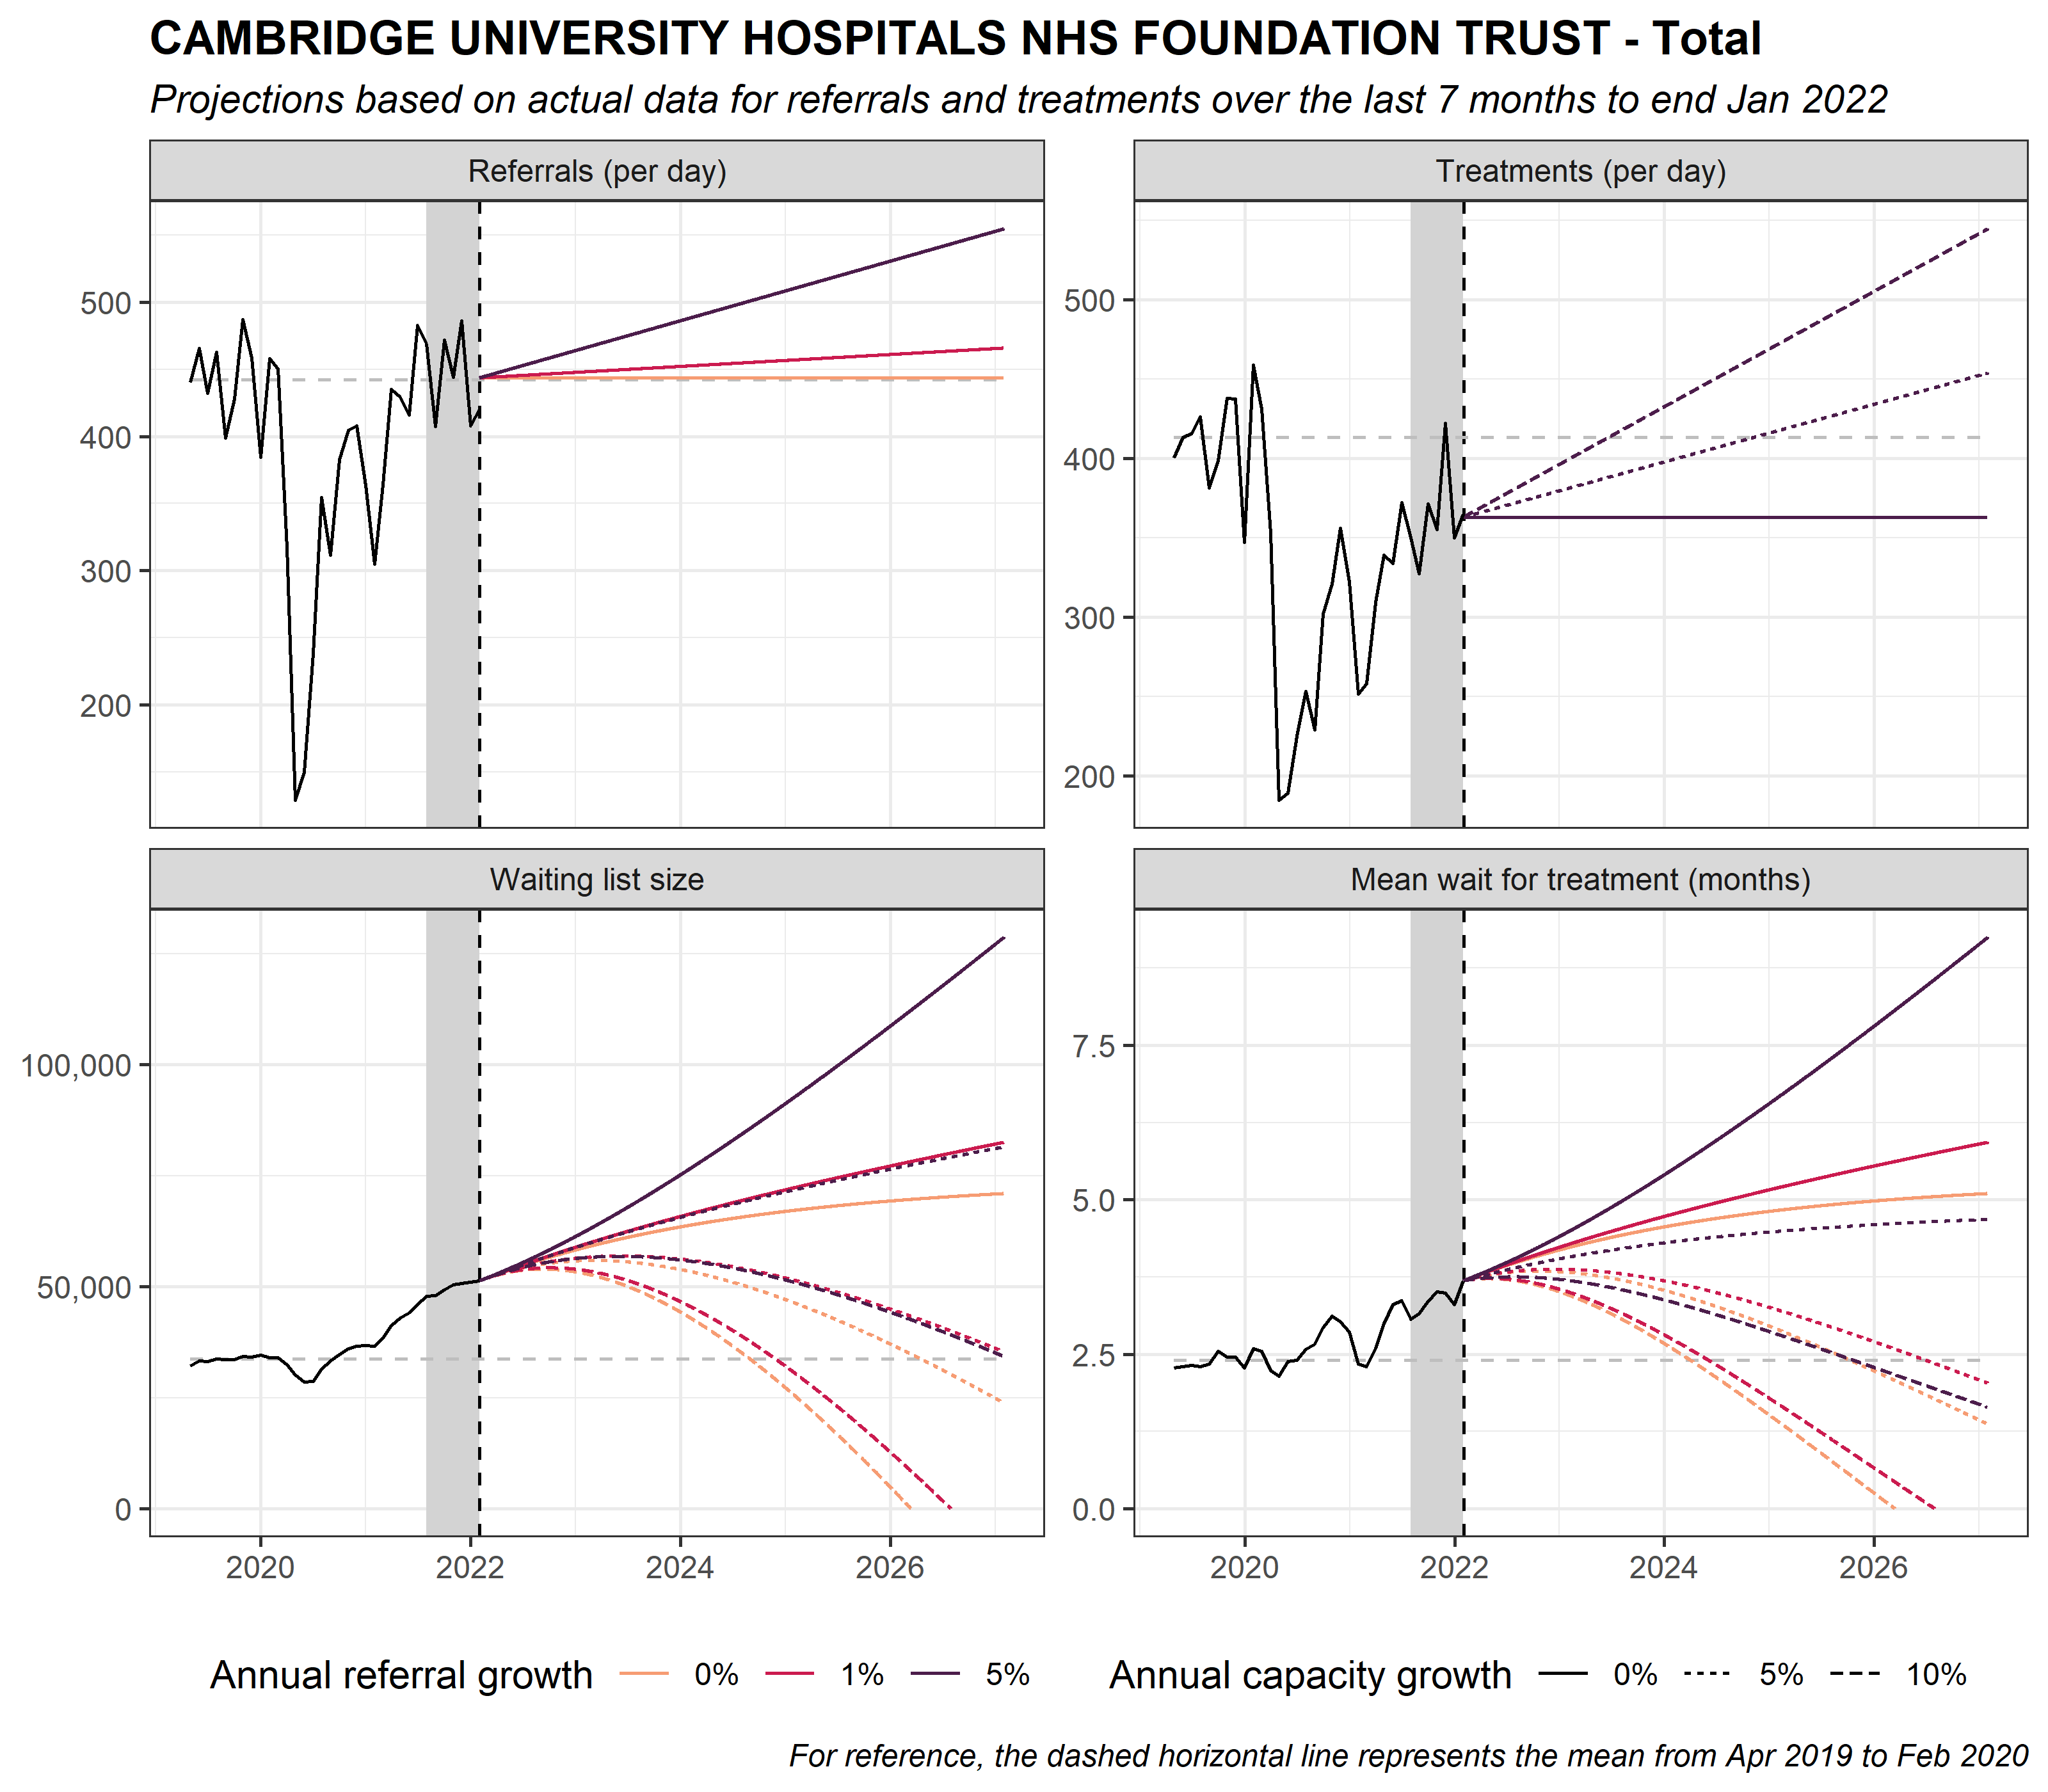 CAMBRIDGE UNIVERSITY HOSPITALS NHS FOUNDATION TRUST - Total
Projections based on actual data for referrals and treatments over the last 7 months to end Jan 2022
Referrals (per day)
500
400
300
200
Treatments (per day)
500
400
300
200
Waiting list size
100,000
50,000
0
2020 2022 2024 2026
Mean wait for treatment (months)
7.5
5.0
2.5
0.0
2020 2022 2024 2026
Annual referral growth 0% 1% 5%
Annual capacity growth 0% 5% 10%
For reference, the dashed horizontal line represents the mean from Apr 2019 to Feb 2020